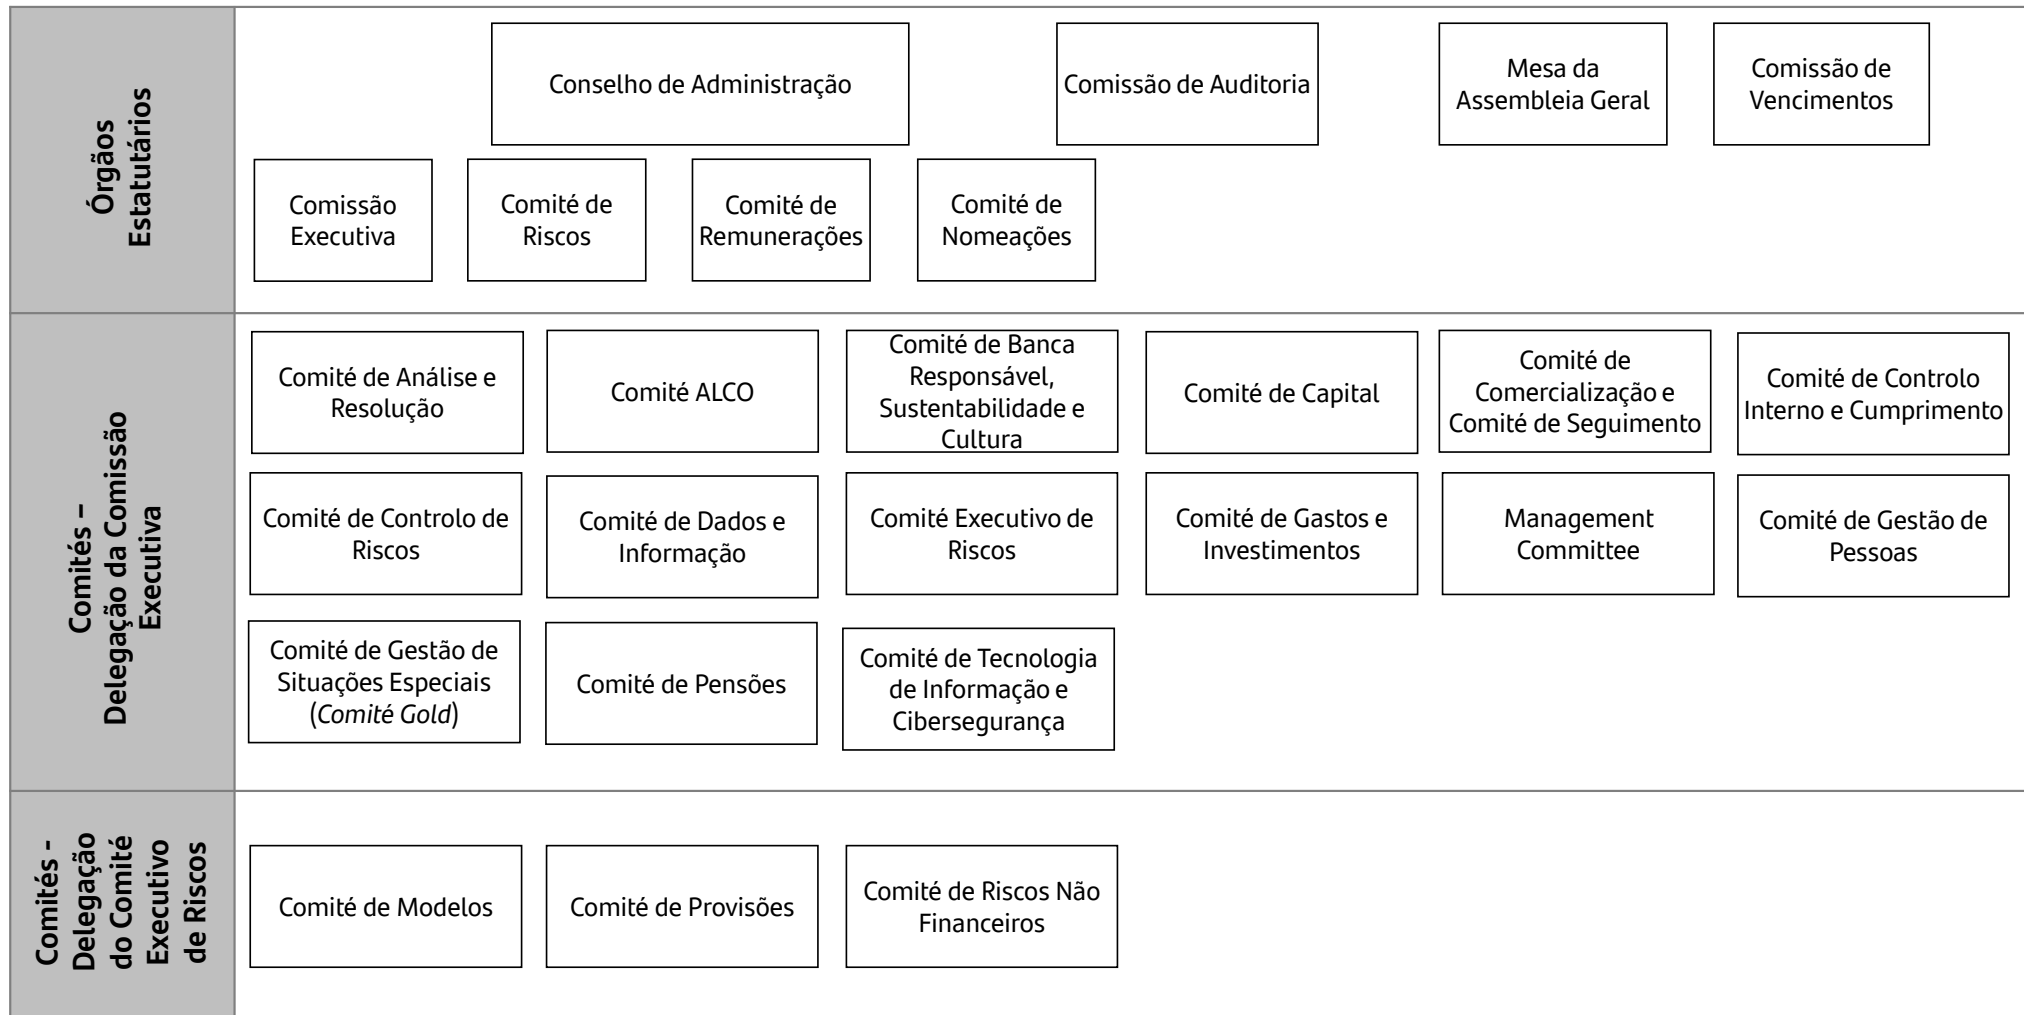 Órgãos
Estatutários
Conselho de Administração
Comissão de Auditoria
Mesa da
Assembleia Geral
Comissão de
Vencimentos
Comissão
Executiva
Comité de
Riscos
Comité de
Remunerações
Comité de
Nomeações
Comités –
Delegação da Comissão
Executiva
Comité de Análise e
Resolução
Comité ALCO
Comité de Banca
Responsável,
Sustentabilidade e
Cultura
Comité de Capital
Comité de
Comercialização e
Comité de Seguimento
Comité de Controlo
Interno e Cumprimento
Comité de Controlo de
Riscos
Comité de Dados e
Informação
Comité Executivo de
Riscos
Comité de Gastos e
Investimentos
Management
Committee
Comité de Gestão de
Pessoas
Comité de Gestão de
Situações Especiais
(Comité Gold)
Comité de Pensões
Comité de Tecnologia
de Informação e
Cibersegurança
Comités -
Delegação
do Comité
Executivo
de Riscos
Comité de Modelos
Comité de Provisões
Comité de Riscos Não
Financeiros